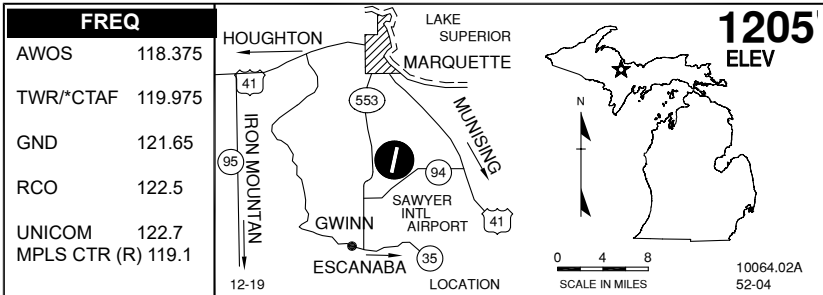 FREQ
AWOS 118.375
TWR/*CTAF 119.975
GND 121.65
RCO 122.5
UNICOM 122.7
MPLS CTR (R) 119.1
LAKE
SUPERIOR
HOUGHTON
MARQUETTE
41
553
MUNISING
IRON MOUNTAIN
95
94
SAWYER
INTL
AIRPORT
GWINN
41
35
ESCANABA
12-19
LOCATION
1205'
ELEV
N
0 4 8
SCALE IN MILES
10064.02A
52-04